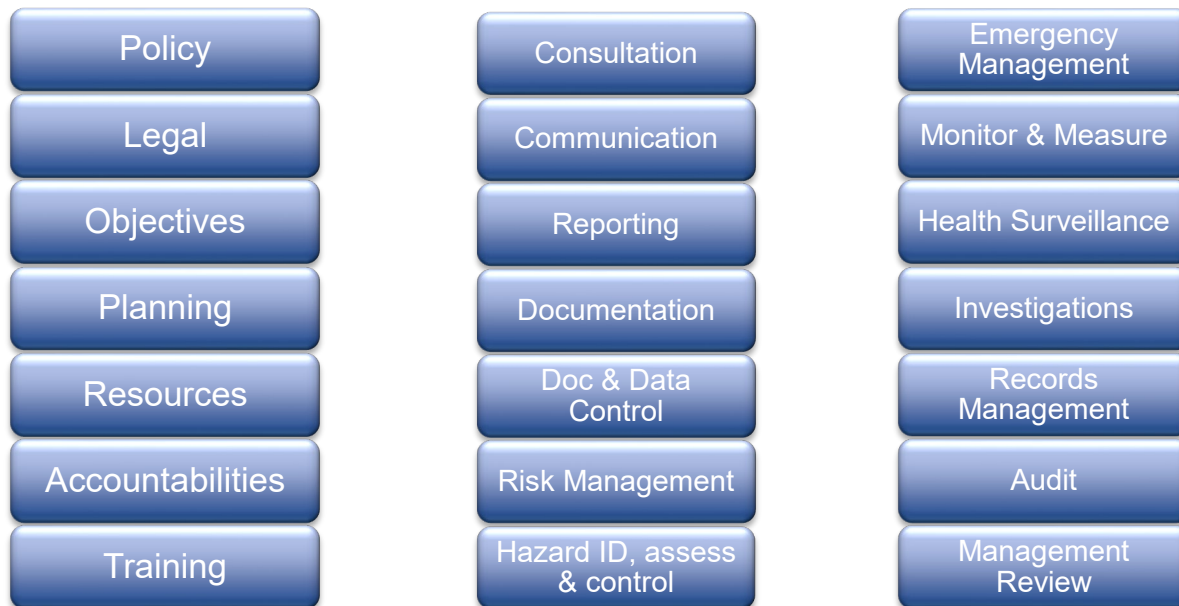 Policy
Legal
Objectives
Planning
Resources
Accountabilities
Training
Consultation
Communication
Reporting
Documentation
Doc & Data
Control
Risk Management
Hazard ID, assess
& control
Emergency
Management
Monitor & Measure
Health Surveillance
Investigations
Records
Management
Audit
Management
Review